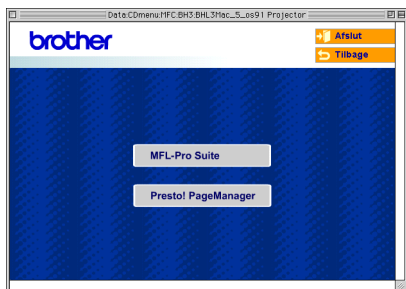 Data:CDmenu:MFC:BH3:BHL3Mac_5_os91 Projector
brother
Afslut
Tilbage
MFL-Pro Suite
Presto! PageManager